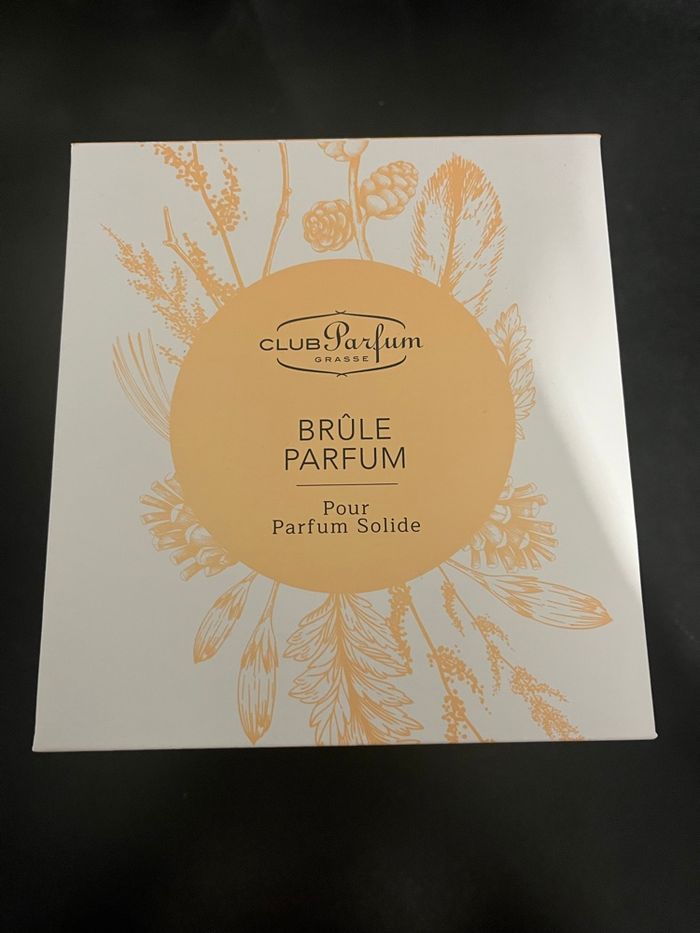 CLUB Parfum
GRASSE
BRÛLE
PARFUM
Pour
Parfum Solide